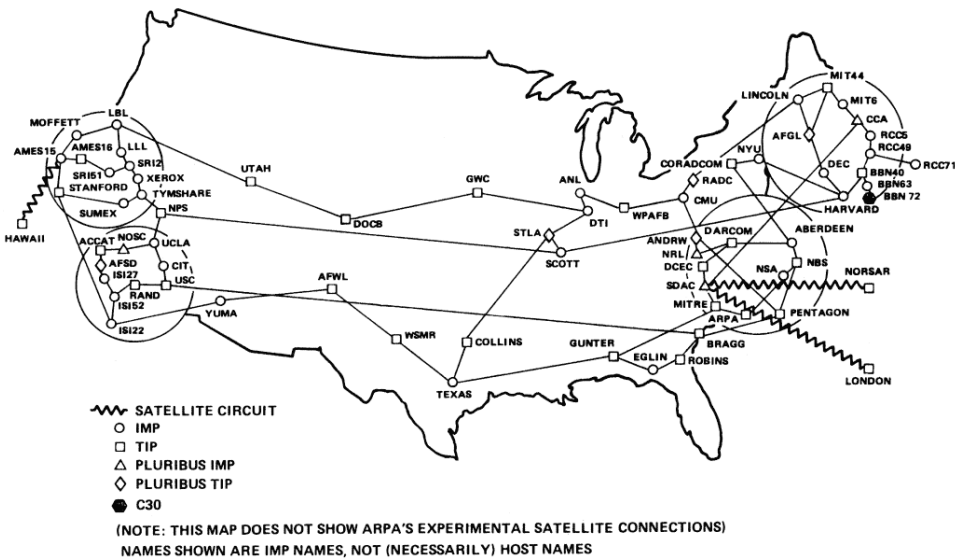 MIT44
LINCOLN
MIT6
CCA
RCC5
RCC49
RCC71
AFGL
DEC
BBN40
BBN63
BBN 72
HARVARD
NYU
CORADCOM
RADC
CMU
LBL
MOFFETT
AMES16
LLL
AMES15
SRI2
SRI51
XEROX
STANFORD
TYMSHARE
SUMEX
NPS
HAWAII
UTAH
GWC
ANL
DOCB
WPAFB
DTI
STLA
SCOTT
ACCAT
NOSC
UCLA
AFSD
CIT
ISI27
RAND
USC
ISI52
ISI22
YUMA
AFWL
WSMR
COLLINS
TEXAS
GUNTER
EGLIN
ROBINS
BRAGG
ANDRW
DARCOM
ABERDEEN
NRL
DCEC
NSA
NBS
SDAC
NORSAR
MITRE
ARPA
PENTAGON
LONDON
SATELLITE CIRCUIT
IMP
TIP
PLURIBUS IMP
PLURIBUS TIP
C30
(NOTE: THIS MAP DOES NOT SHOW ARPA'S EXPERIMENTAL SATELLITE CONNECTIONS)
NAMES SHOWN ARE IMP NAMES, NOT (NECESSARILY) HOST NAMES